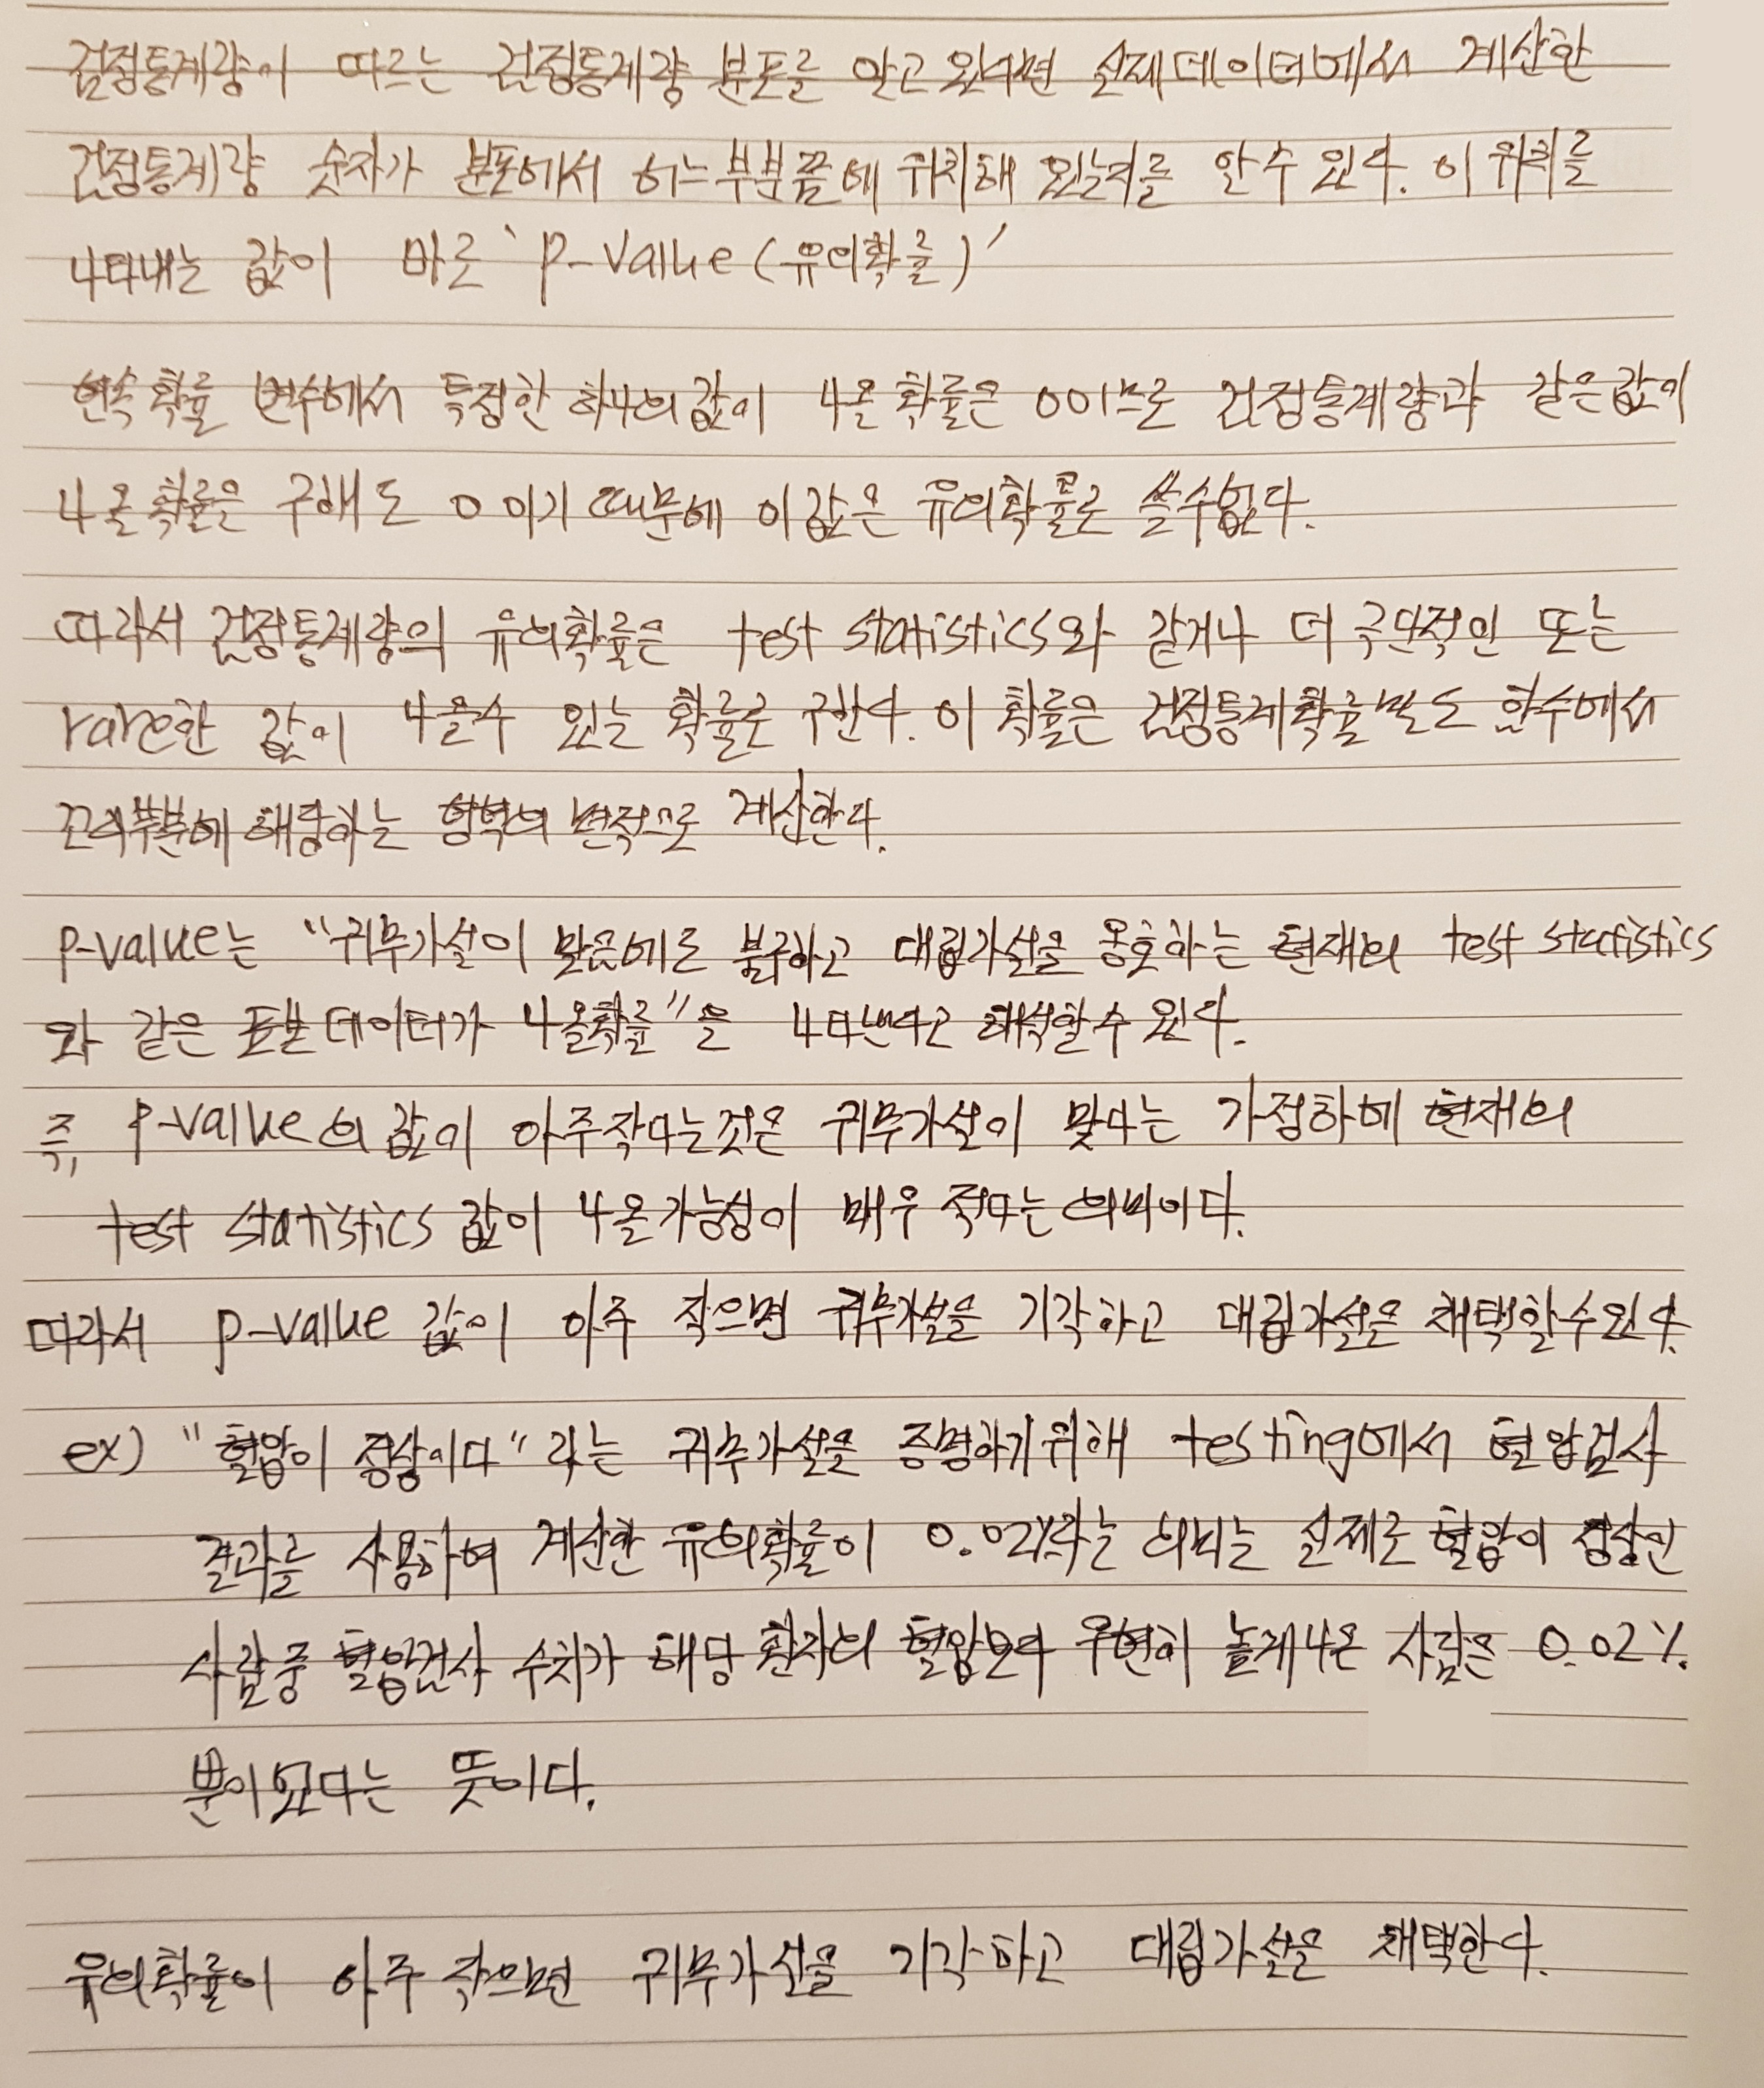 검정통계량이 따르는 검정통계량 분포를 알고 있다면 실제데이터에서 계산한
검정통계량 숫자가 분포에서 어느부분쯤에 위치해 있는지를 알수 있다. 이 위치를
나타내는 값이 바로 'p-value(유의확률)'
연속 확률 변수에서 특정한 하나의 값이 나올 확률은 0이므로 검정통계량과 같은값이
나올 확률을 구해도 0 이기 때문에 이값은 유의확률로 쓸수없다.
따라서 검정통계량의 유의확률은 test statistics와 같거나 더 극단적인 또는
rare한 값이 나올수 있는 확률로 구한다. 이 확률은 검정통계확률밀도 함수에서
꼬리부분에 해당하는 영역의 면적으로 계산한다.
p-value는 "귀무가설이 맞음에도 불구하고 대립가설을 옹호하는 현재의 test statistics
와 같은 표본데이터가 나올확률"을 나타낸다고 해석할수 있다.
즉, p-value의 값이 아주작다는것은 귀무가설이 맞다는 가정하에 현재의
test statistics 값이 나올가능성이 매우 적다는 의미이다.
따라서 p-value 값이 아주 작으면 귀무가설을 기각하고 대립가설을 채택할수있다.
ex) "혈압이 정상이다" 라는 귀무가설을 증명하기위해 testing에서 혈압검사
결과를 사용하여 계산한 유의확률이 0.02%라는 의미는 실제로 혈압이 정상인
사람중 혈압검사 수치가 해당 환자의 혈압보다 우현히 높게나온 사람은 0.02%
뿐이었다는 뜻이다.
유의확률이 아주 작으면 귀무가설을 기각하고 대립가설을 채택한다.